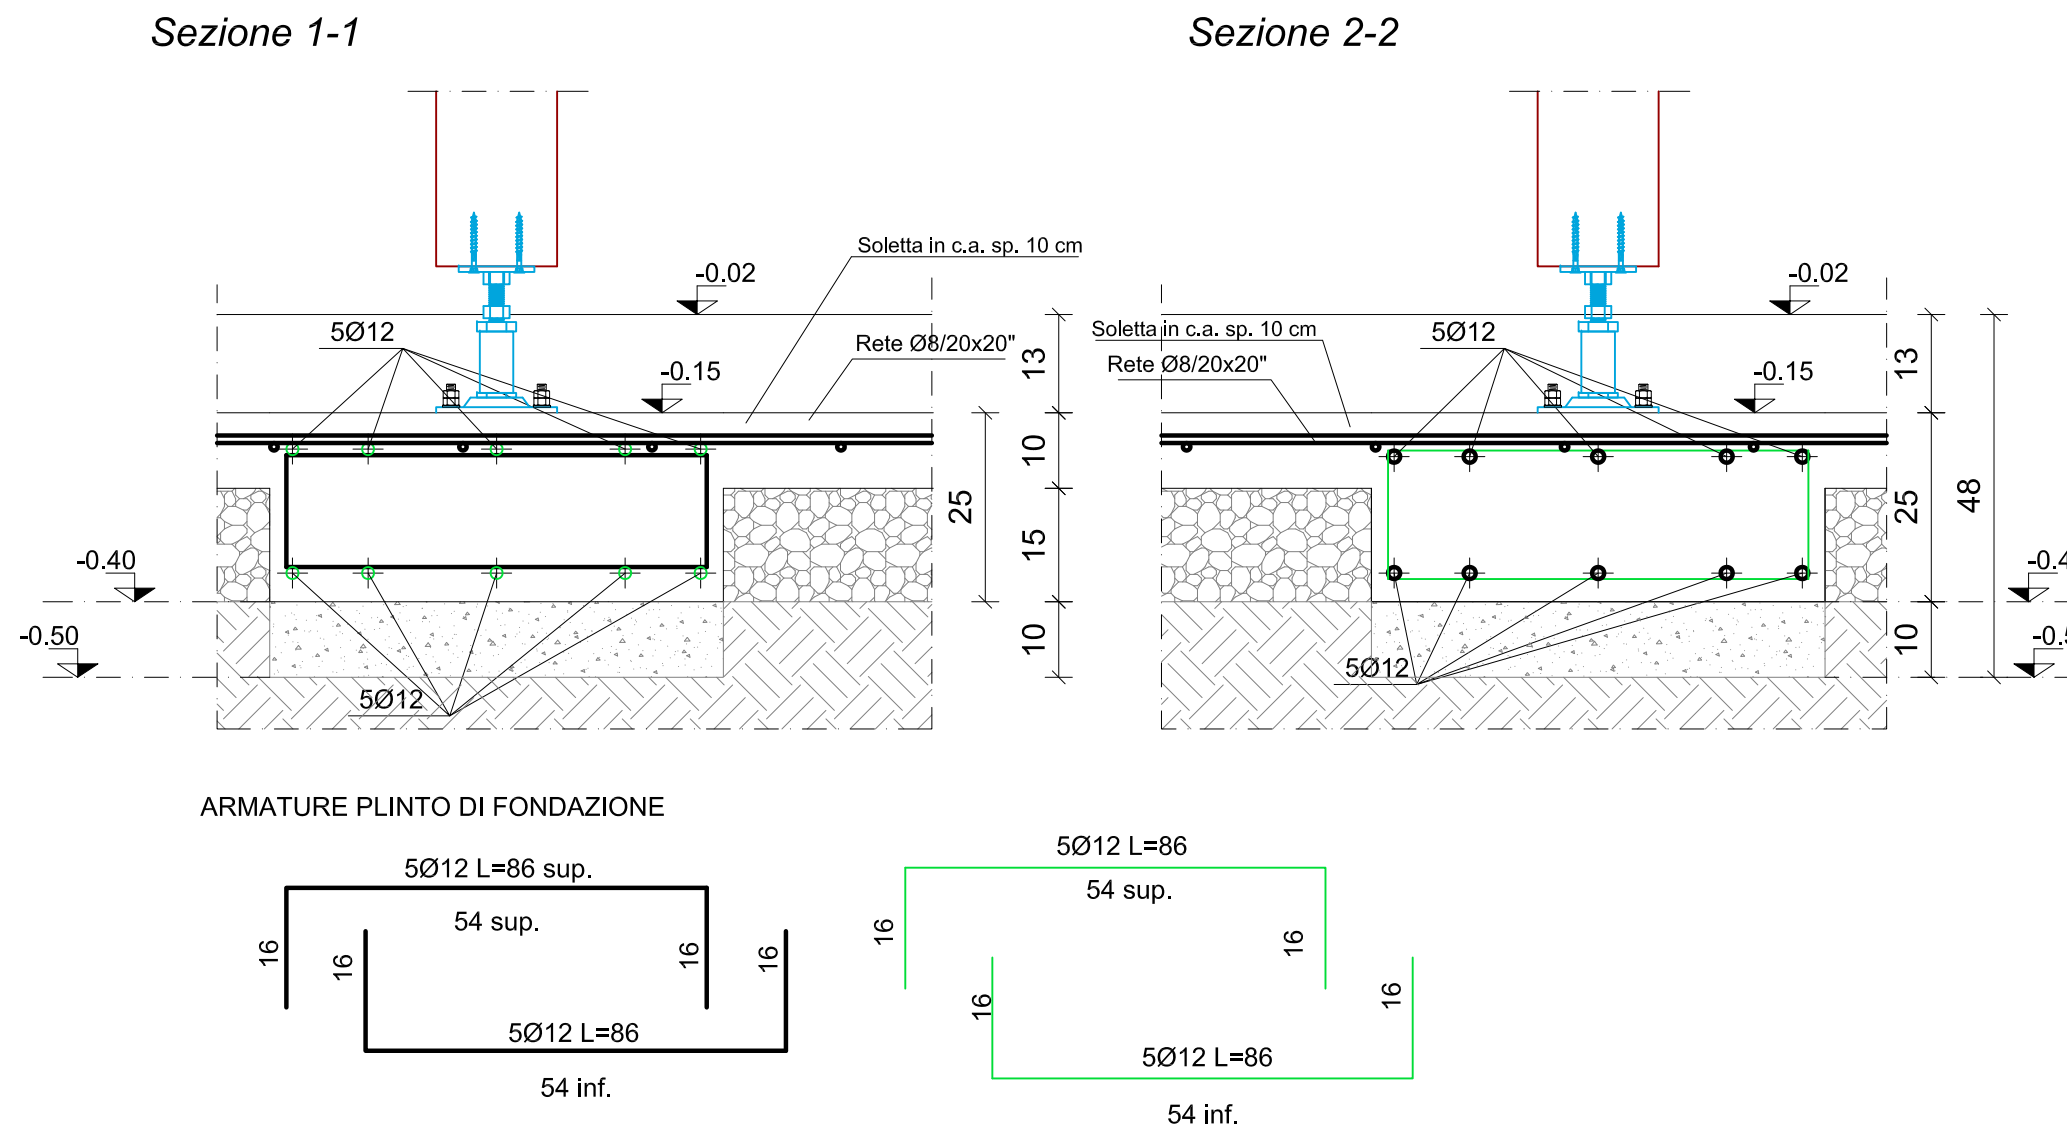 Sezione 1-1
Sezione 2-2
Soletta in c.a. sp. 10 cm
-0.02
5Ø12
Rete Ø8/20x20"
-0.15
13
10
25
15
10
-0.40
-0.50
5Ø12
-0.02
Soletta in c.a. sp. 10 cm
5Ø12
Rete Ø8/20x20"
-0.15
13
25
48
10
-0.4
-0.5
5Ø12
ARMATURE PLINTO DI FONDAZIONE
5Ø12 L=86 sup.
54 sup.
16
16
16
16
5Ø12 L=86
54 inf.
5Ø12 L=86
54 sup.
16
16
16
16
5Ø12 L=86
54 inf.